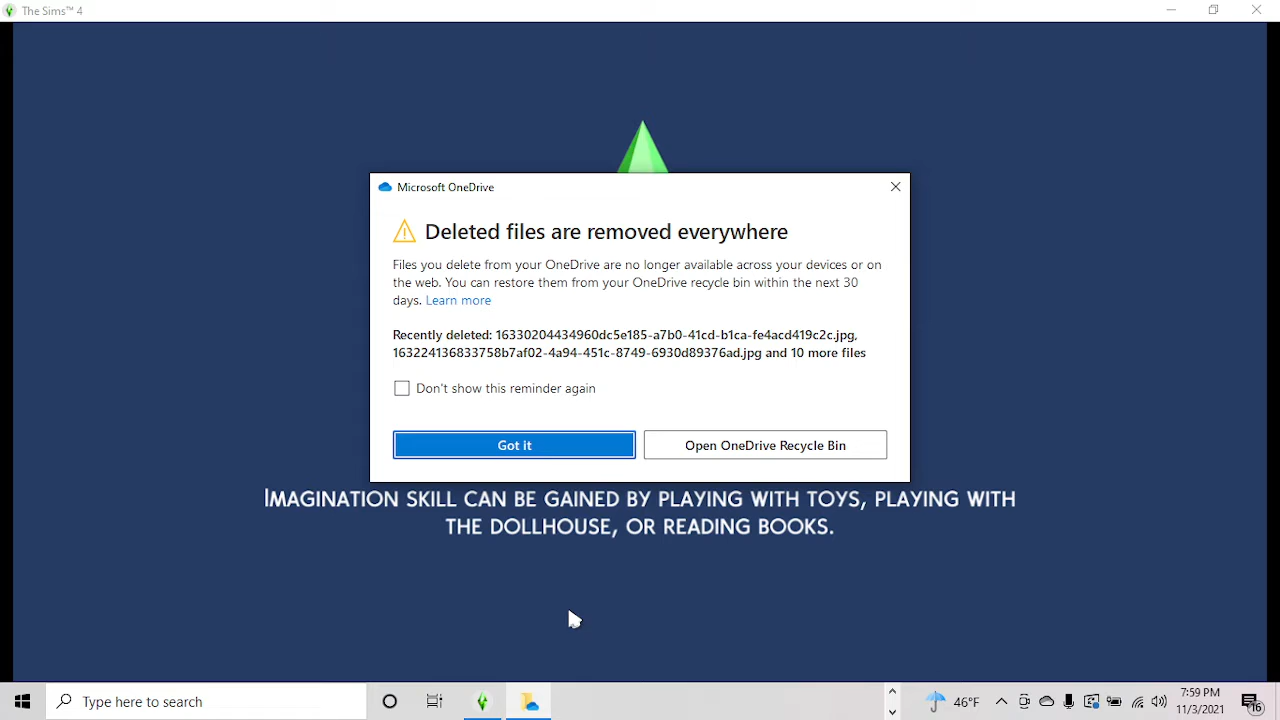 The Sims™ 4
Microsoft OneDrive
Deleted files are removed everywhere
Files you delete from your OneDrive are no longer available across your devices or on
the web. You can restore them from your OneDrive recycle bin within the next 30
days. Learn more
Recently deleted: 16330204434960dc5e185-a7b0-41cd-b1ca-fe4acd419c2c.jpg,
163224136833758b7af02-4a94-451c-8749-6930d89376ad.jpg and 10 more files
Don't show this reminder again
Got it
Open OneDrive Recycle Bin
IMAGINATION SKILL CAN BE GAINED BY PLAYING WITH TOYS, PLAYING WITH
THE DOLLHOUSE, OR READING BOOKS.
Type here to search
46°F
7:59 PM
11/3/2021
16